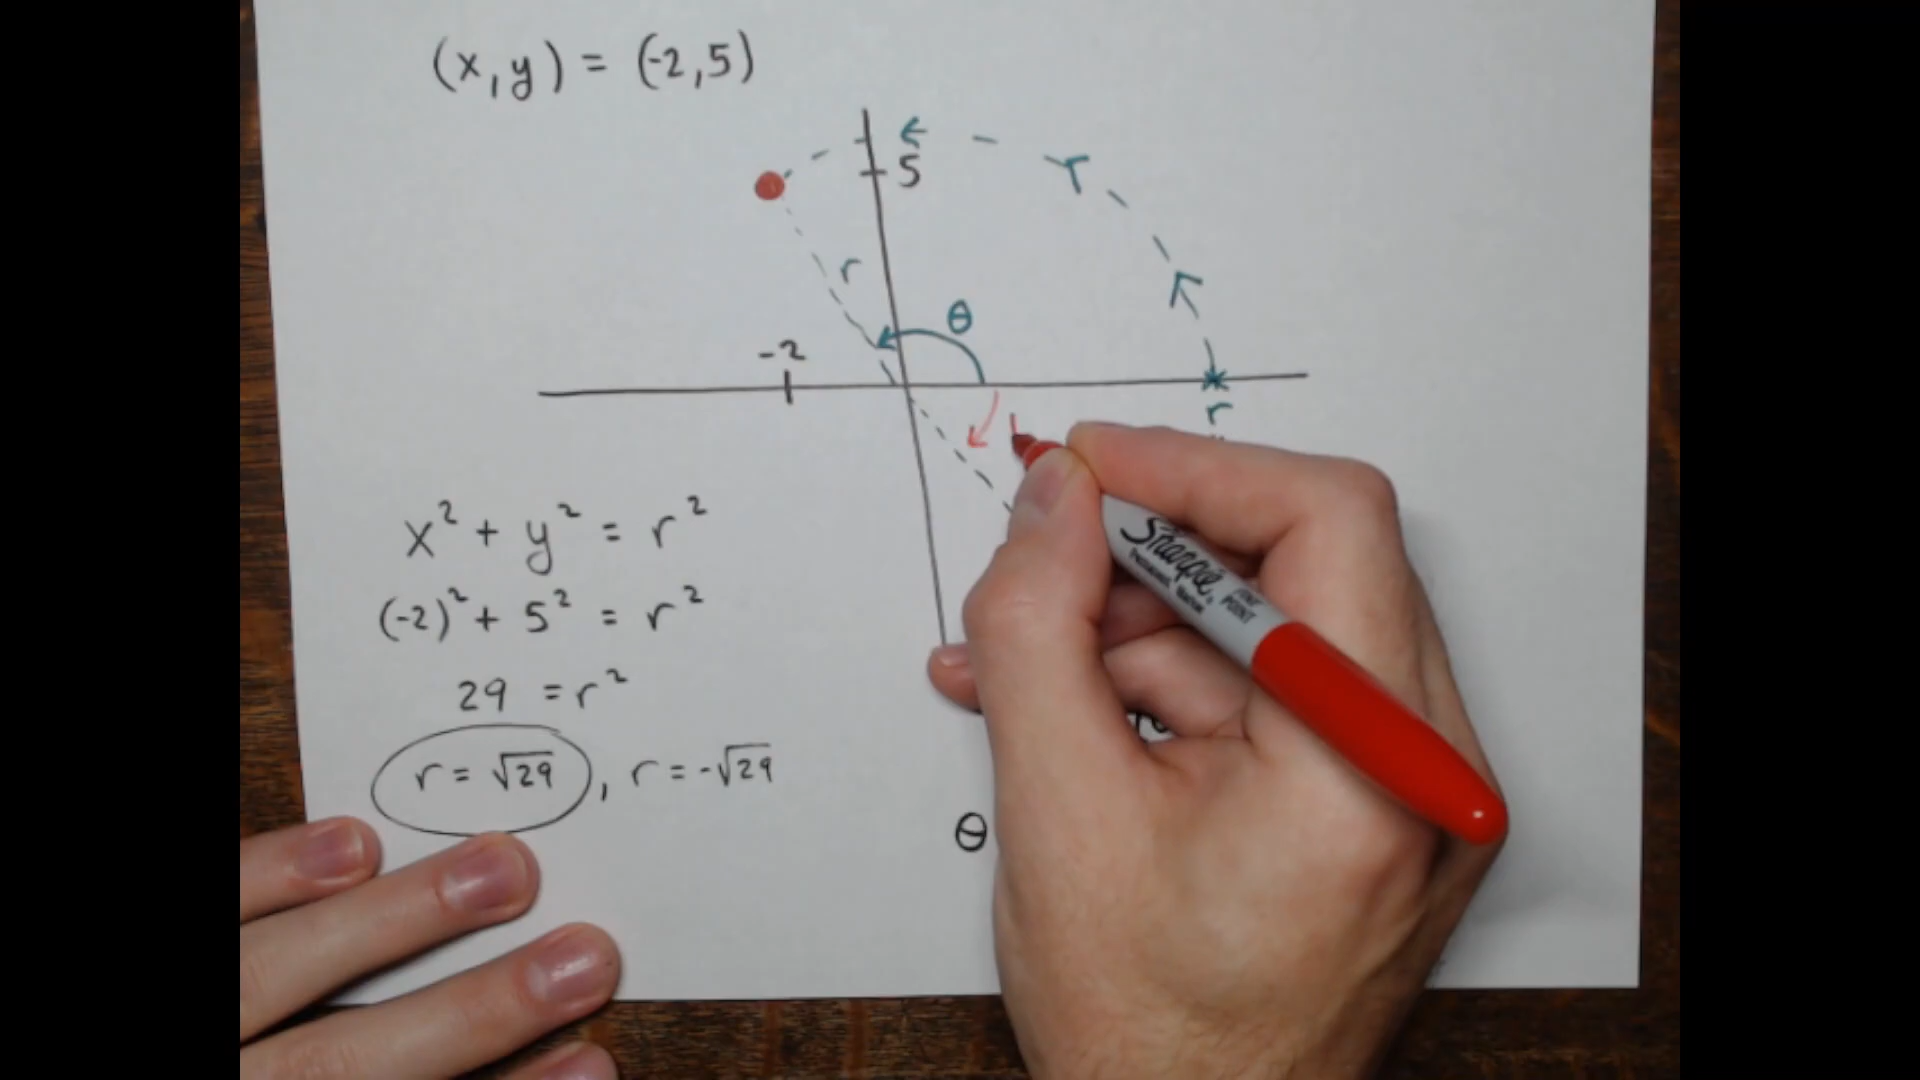 (x,y) = (-2,5)
5
r
θ
-2
r
x² + y² = r²
(-2)² + 5² = r²
29 = r²
r = √29 , r = -√29
θ
Sharpie.
FINE POINT